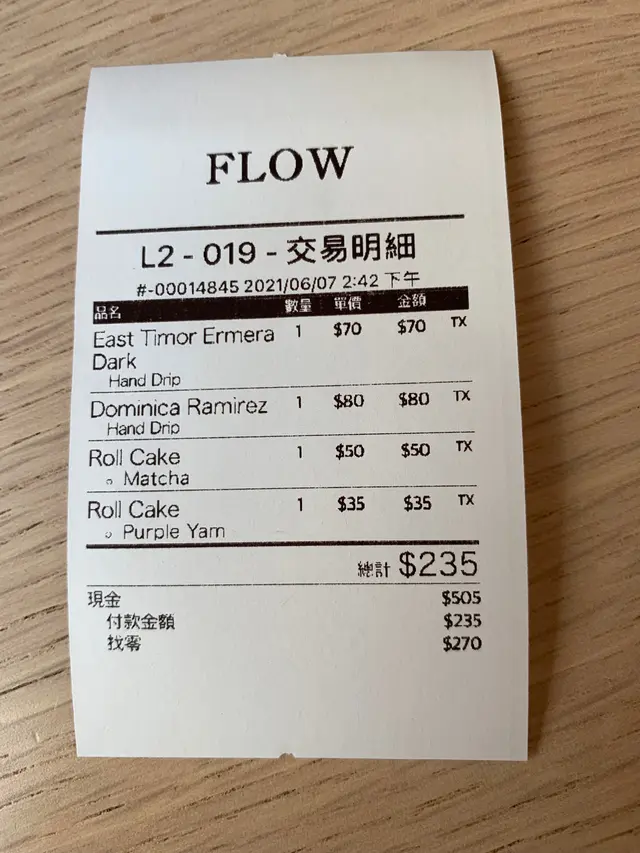 FLOW
L2 - 019 - 交易明細
#-00014845 2021/06/07 2:42 下午
品名 數量 單價 金額
East Timor Ermera 1 $70 $70 TX
Dark
Hand Drip
Dominica Ramirez 1 $80 $80 TX
Hand Drip
Roll Cake 1 $50 $50 TX
◦ Matcha
Roll Cake 1 $35 $35 TX
◦ Purple Yam
總計 $235
現金 $505
付款金額 $235
找零 $270